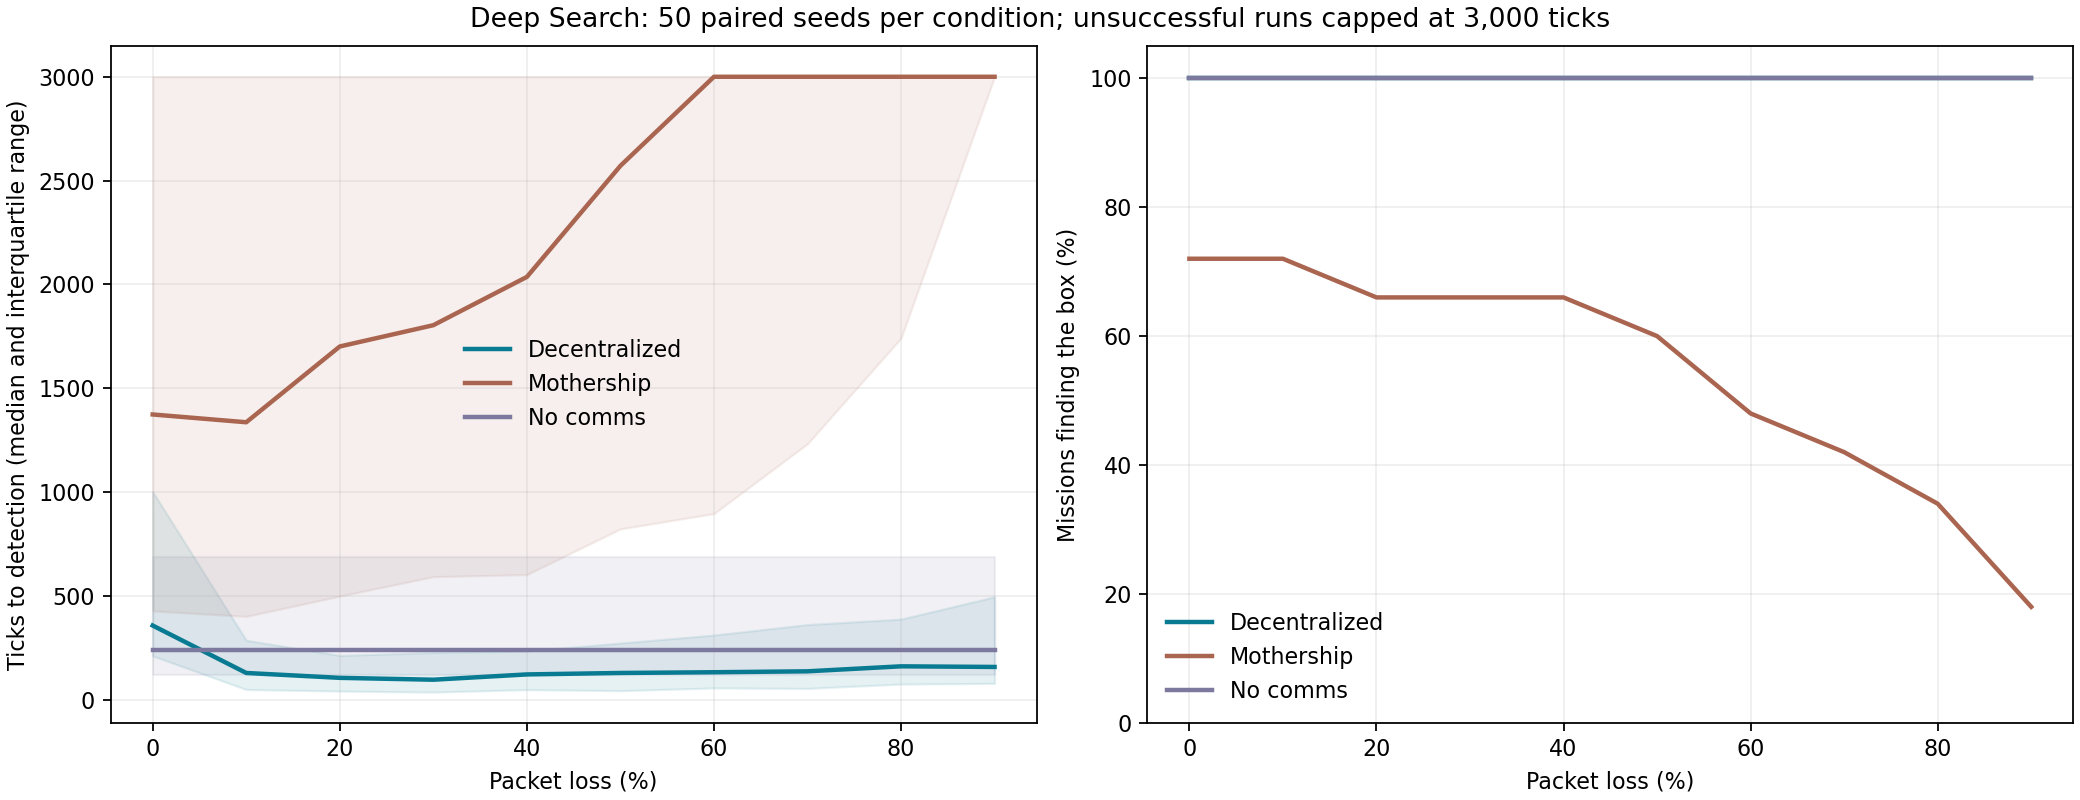 Deep Search: 50 paired seeds per condition; unsuccessful runs capped at 3,000 ticks
Ticks to detection (median and interquartile range)
3000
2500
2000
1500
1000
500
0
Decentralized
Mothership
No comms
0
20
40
60
80
Packet loss (%)
Missions finding the box (%)
100
80
60
40
20
0
Decentralized
Mothership
No comms
0
20
40
60
80
Packet loss (%)